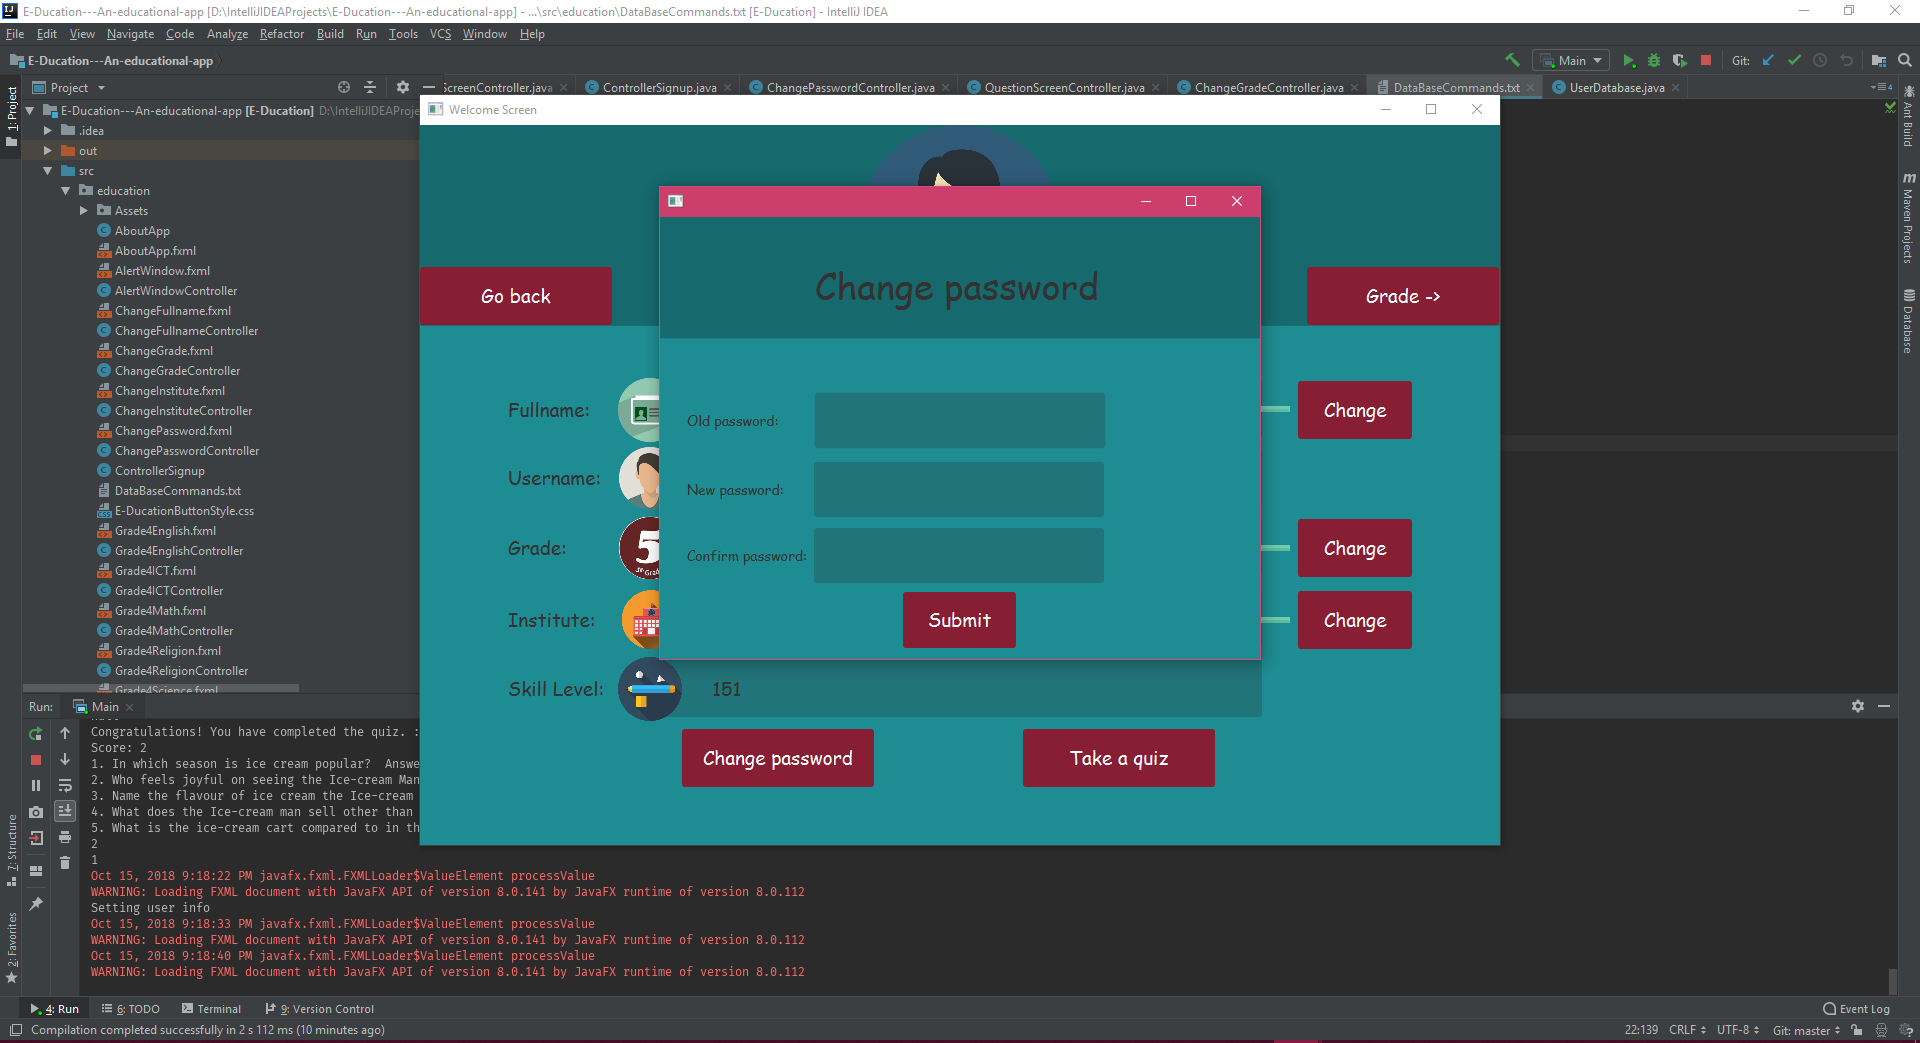 E-Ducation---An-educational-app [D:\IntelliJIDEAProjects\E-Ducation---An-educational-app] - ...\src\education\DataBaseCommands.txt [E-Ducation] - IntelliJ IDEA
File Edit View Navigate Code Analyze Refactor Build Run Tools VCS Window Help
E-Ducation---An-educational-app
Main
Git:
Project
ScreenController.java
ControllerSignup.java
ChangePasswordController.java
QuestionScreenController.java
ChangeGradeController.java
DataBaseCommands.txt
UserDatabase.java
4
1: Project
E-Ducation---An-educational-app [E-Ducation] D:\IntelliJIDEAProje
.idea
out
src
education
Assets
AboutApp
AboutApp.fxml
AlertWindow.fxml
AlertWindowController
ChangeFullname.fxml
ChangeFullnameController
ChangeGrade.fxml
ChangeGradeController
ChangeInstitute.fxml
ChangeInstituteController
ChangePassword.fxml
ChangePasswordController
ControllerSignup
DataBaseCommands.txt
E-DucationButtonStyle.css
Grade4English.fxml
Grade4EnglishController
Grade4ICT.fxml
Grade4ICTController
Grade4Math.fxml
Grade4MathController
Grade4Religion.fxml
Grade4ReligionController
Grade4Science.fxml
Welcome Screen
Go back
Grade ->
Change password
Old password:
New password:
Confirm password:
Submit
Fullname:
Change
Username:
Grade:
5
Change
Institute:
Change
Skill Level:
151
Change password
Take a quiz
Ant Build
Maven Projects
Database
Run: Main
Congratulations! You have completed the quiz. :
Score: 2
1. In which season is ice cream popular?  Answe
2. Who feels joyful on seeing the Ice-cream Man
3. Name the flavour of ice cream the Ice-cream
4. What does the Ice-cream man sell other than
5. What is the ice-cream cart compared to in th
2
1
Oct 15, 2018 9:18:22 PM javafx.fxml.FXMLLoader$ValueElement processValue
WARNING: Loading FXML document with JavaFX API of version 8.0.141 by JavaFX runtime of version 8.0.112
Setting user info
Oct 15, 2018 9:18:33 PM javafx.fxml.FXMLLoader$ValueElement processValue
WARNING: Loading FXML document with JavaFX API of version 8.0.141 by JavaFX runtime of version 8.0.112
Oct 15, 2018 9:18:40 PM javafx.fxml.FXMLLoader$ValueElement processValue
WARNING: Loading FXML document with JavaFX API of version 8.0.141 by JavaFX runtime of version 8.0.112
7: Structure
2: Favorites
4: Run
6: TODO
Terminal
9: Version Control
Event Log
Compilation completed successfully in 2 s 112 ms (10 minutes ago)
22:139 CRLF UTF-8 Git: master